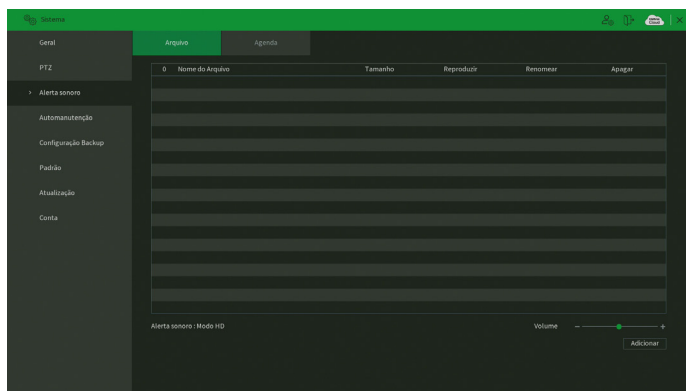 Sistema
Geral
PTZ
> Alerta sonoro
Automanutenção
Configuração Backup
Padrão
Atualização
Conta
Arquivo Agenda
0 Nome do Arquivo Tamanho Reproduzir Renomear Apagar
Alerta sonoro : Modo HD Volume − +
Adicionar